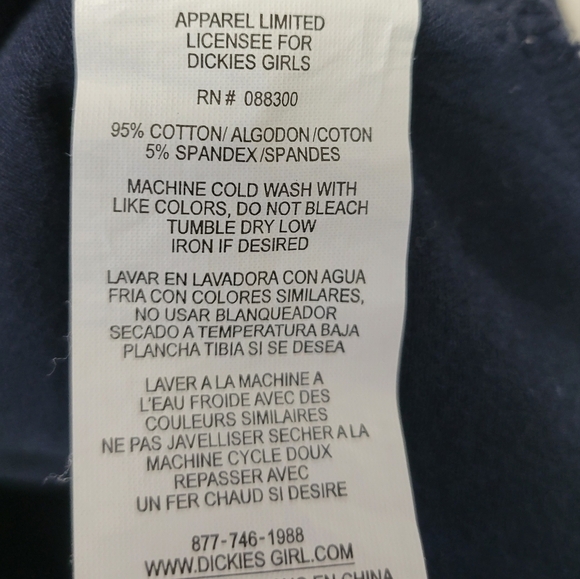 APPAREL LIMITED
LICENSEE FOR
DICKIES GIRLS
RN# 088300
95% COTTON/ALGODON/COTON
5% SPANDEX/SPANDES
MACHINE COLD WASH WITH
LIKE COLORS, DO NOT BLEACH
TUMBLE DRY LOW
IRON IF DESIRED
LAVAR EN LAVADORA CON AGUA
FRIA CON COLORES SIMILARES,
NO USAR BLANQUEADOR
SECADO A TEMPERATURA BAJA
PLANCHA TIBIA SI SE DESEA
LAVER A LA MACHINE A
L'EAU FROIDE AVEC DES
COULEURS SIMILAIRES
NE PAS JAVELLISER SECHER A LA
MACHINE CYCLE DOUX
REPASSER AVEC
UN FER CHAUD SI DESIRE
877-746-1988
WWW.DICKIES GIRL.COM
EN CHINA